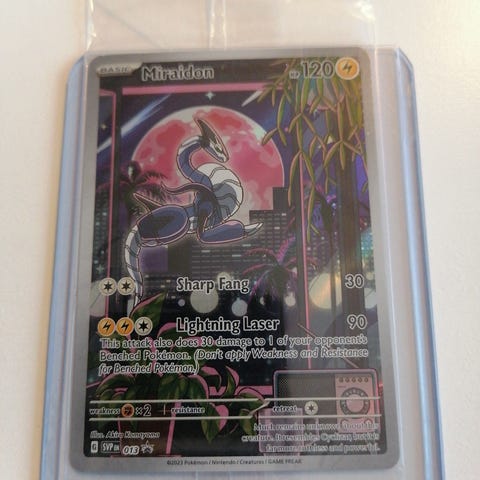 BASIC Miraidon HP 120
Sharp Fang 30
Lightning Laser 90
This attack also does 30 damage to 1 of your opponent's
Benched Pokémon. (Don't apply Weakness and Resistance
for Benched Pokémon.)
weakness x2 resistance retreat
Illus. Akira Komayama
Much remains unknown about this
creature. It resembles Cyclizar, but it is
far more ruthless and powerful.
G SVP EN 013
©2023 Pokémon / Nintendo / Creatures / GAME FREAK